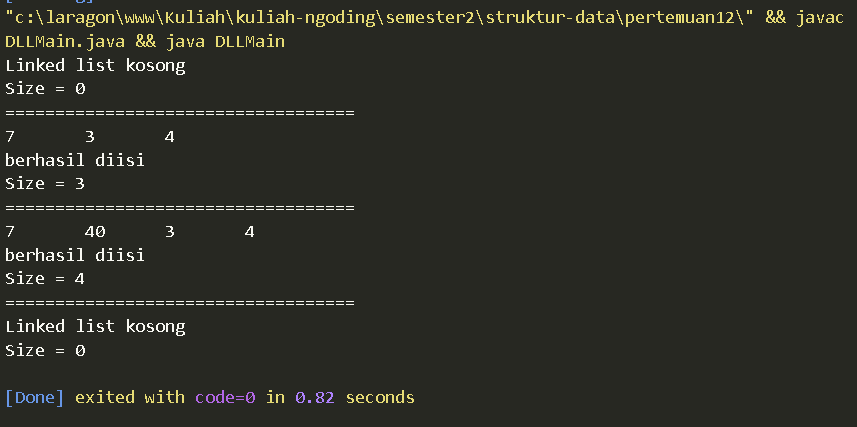 "c:\laragon\www\Kuliah\kuliah-ngoding\semester2\struktur-data\pertemuan12\" && javac
DLLMain.java && java DLLMain
Linked list kosong
Size = 0
===================================
7       3       4
berhasil diisi
Size = 3
===================================
7       40      3       4
berhasil diisi
Size = 4
===================================
Linked list kosong
Size = 0

[Done] exited with code=0 in 0.82 seconds